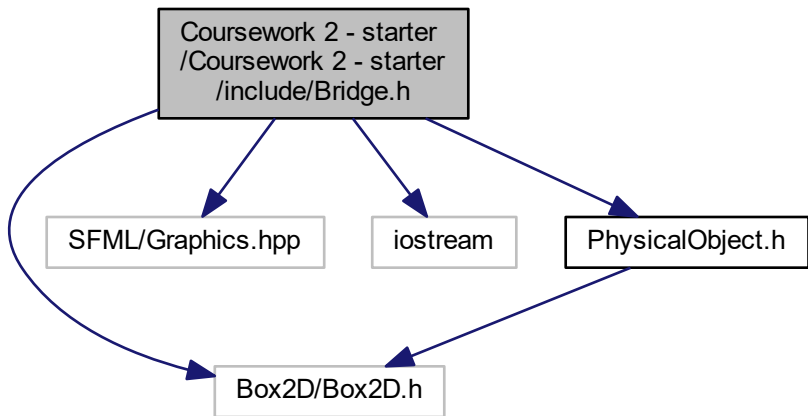 Coursework 2 - starter
/Coursework 2 - starter
/include/Bridge.h
SFML/Graphics.hpp
iostream
PhysicalObject.h
Box2D/Box2D.h